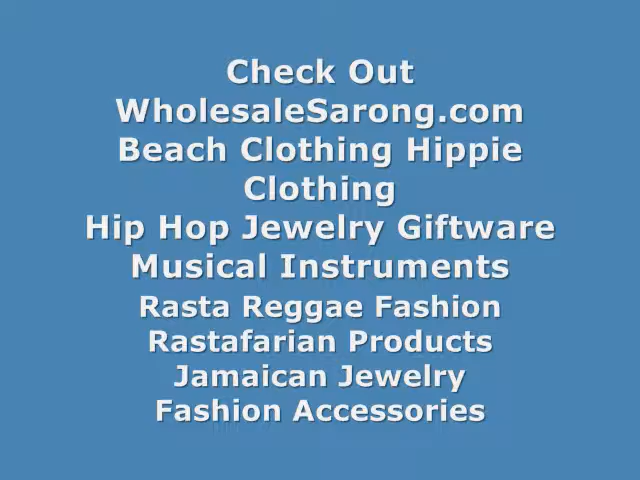 Check Out
WholesaleSarong.com
Beach Clothing Hippie
Clothing
Hip Hop Jewelry Giftware
Musical Instruments
Rasta Reggae Fashion
Rastafarian Products
Jamaican Jewelry
Fashion Accessories